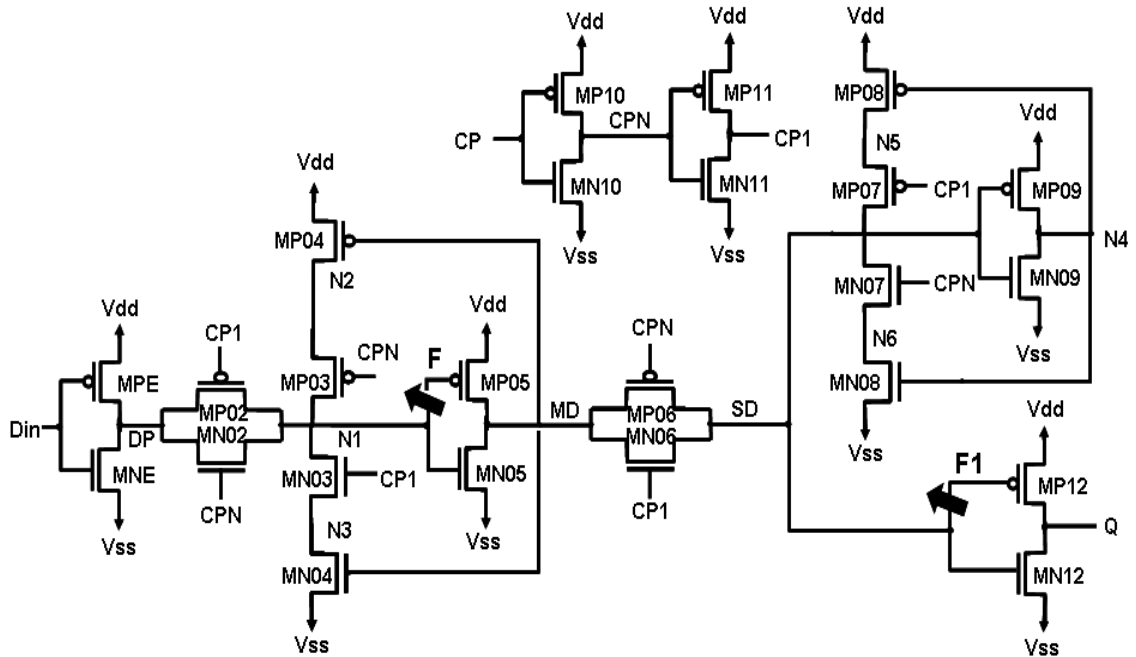 Vdd
Vdd
Vdd
MP10
MP11
MP08
Vdd
CP
CPN
CP1
N5
MN10
MN11
MP07
CP1
MP09
Vdd
Vss
Vss
N4
MP04
N2
MN07
CPN
MN09
Vdd
CP1
CPN
F
Vdd
CPN
N6
Vss
MPE
MP03
MP05
MN08
Din
DP
MP02
MN02
N1
MD
MP06
MN06
SD
Vdd
MNE
MN03
CP1
MN05
Vss
F1
MP12
CPN
CP1
Vss
N3
Vss
Q
MN04
MN12
Vss
Vss